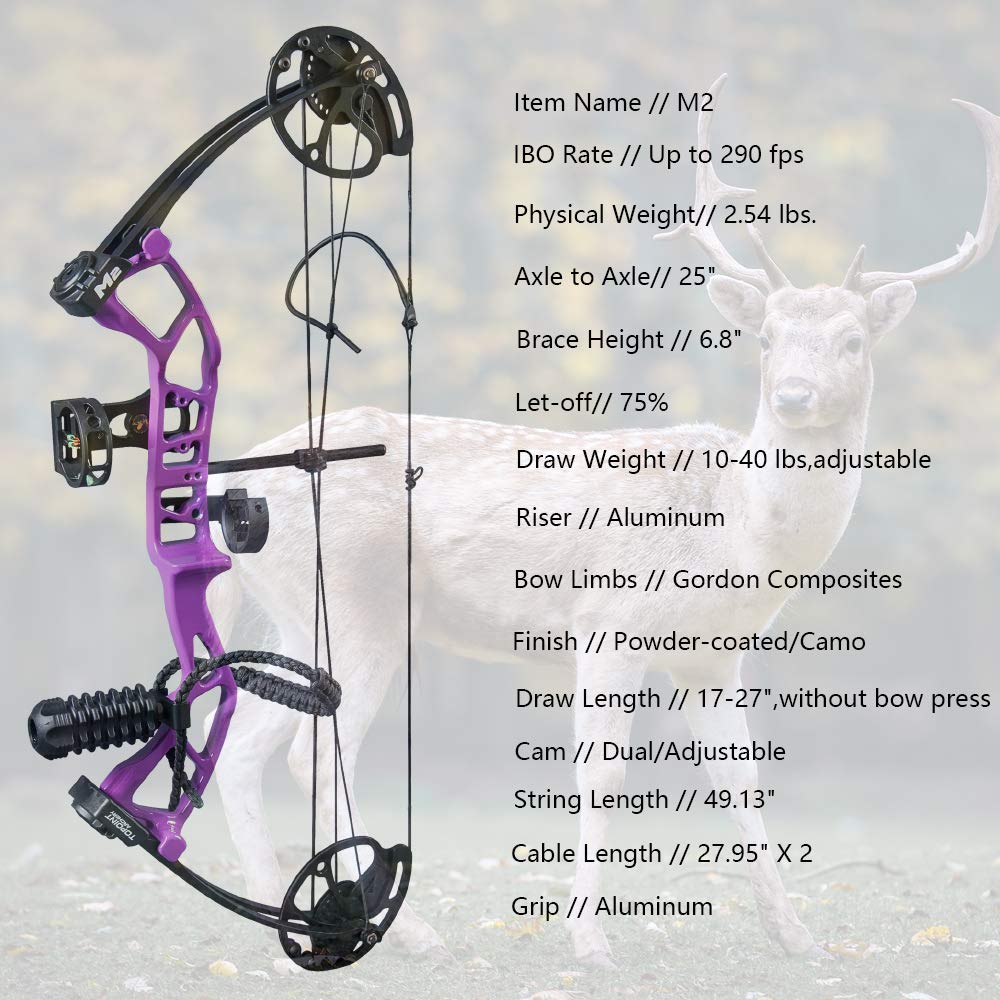 Item Name // M2
IBO Rate // Up to 290 fps
Physical Weight// 2.54 lbs.
Axle to Axle// 25"
Brace Height // 6.8"
Let-off// 75%
Draw Weight // 10-40 lbs,adjustable
Riser // Aluminum
Bow Limbs // Gordon Composites
Finish // Powder-coated/Camo
Draw Length // 17-27",without bow press
Cam // Dual/Adjustable
String Length // 49.13"
Cable Length // 27.95" X 2
Grip // Aluminum
M2
TOPOINT
ARCHERY